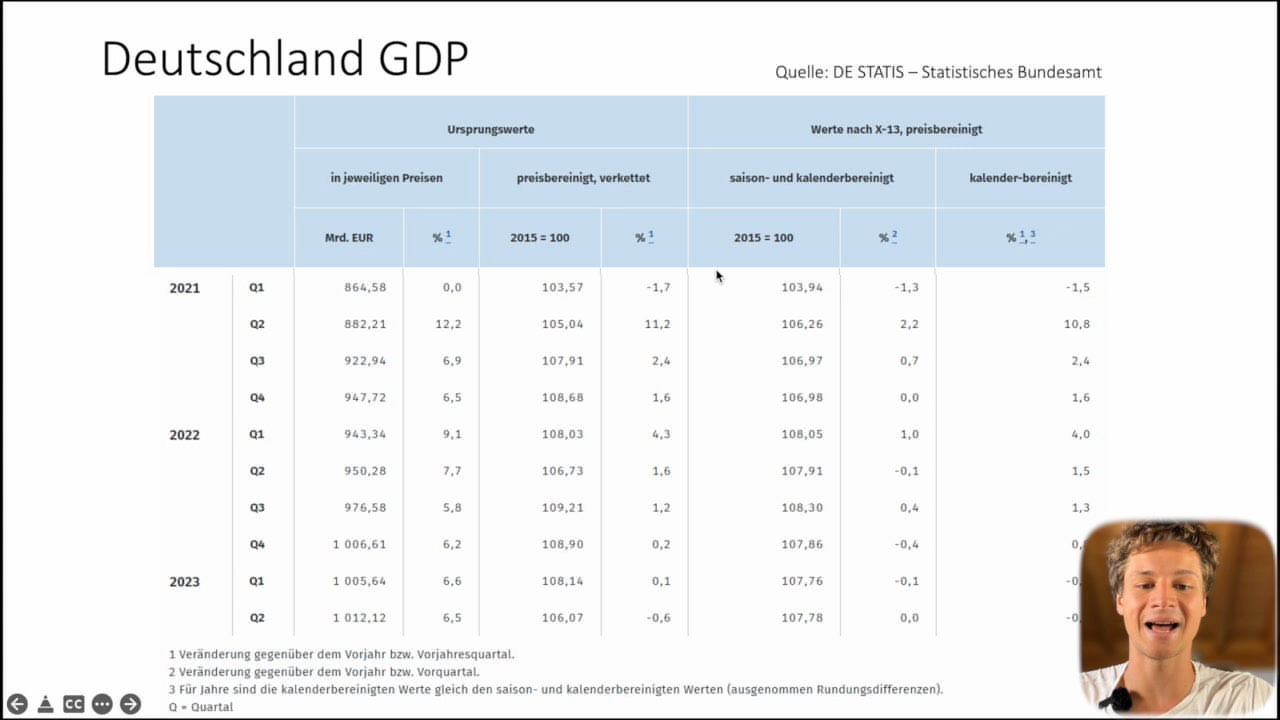 Deutschland GDP
Quelle: DE STATIS – Statistisches Bundesamt
Ursprungswerte Werte nach X-13, preisbereinigt
in jeweiligen Preisen preisbereinigt, verkettet saison- und kalenderbereinigt kalender-bereinigt
Mrd. EUR % 1 2015 = 100 % 1 2015 = 100 % 2 % 1, 3
2021 Q1 864,58 0,0 103,57 -1,7 103,94 -1,3 -1,5
Q2 882,21 12,2 105,04 11,2 106,26 2,2 10,8
Q3 922,94 6,9 107,91 2,4 106,97 0,7 2,4
Q4 947,72 6,5 108,68 1,6 106,98 0,0 1,6
2022 Q1 943,34 9,1 108,03 4,3 108,05 1,0 4,0
Q2 950,28 7,7 106,73 1,6 107,91 -0,1 1,5
Q3 976,58 5,8 109,21 1,2 108,30 0,4 1,3
Q4 1 006,61 6,2 108,90 0,2 107,86 -0,4
2023 Q1 1 005,64 6,6 108,14 0,1 107,76 -0,1
Q2 1 012,12 6,5 106,07 -0,6 107,78 0,0
1 Veränderung gegenüber dem Vorjahr bzw. Vorjahresquartal.
2 Veränderung gegenüber dem Vorjahr bzw. Vorquartal.
3 Für Jahre sind die kalenderbereinigten Werte gleich den saison- und kalenderbereinigten Werten (ausgenommen Rundungsdifferenzen).
Q = Quartal
CC